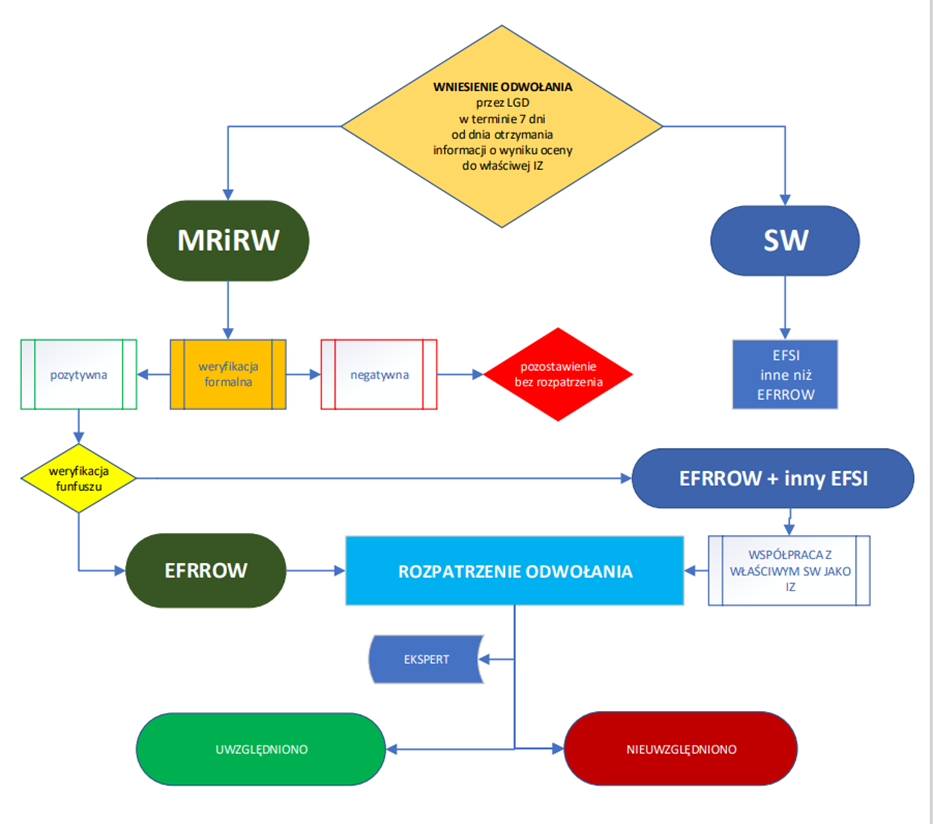 WNIESIENIE ODWOŁANIA
przez LGD
w terminie 7 dni
od dnia otrzymania
informacji o wyniku oceny
do właściwej IZ
MRiRW
SW
pozytywna
weryfikacja
formalna
negatywna
pozostawienie
bez rozpatrzenia
EFSI
inne niż
EFRROW
weryfikacja
funfuszu
EFRROW + inny EFSI
EFRROW
ROZPATRZENIE ODWOŁANIA
WSPÓŁPRACA Z
WŁAŚCIWYM SW JAKO
IZ
EKSPERT
UWZGLĘDNIONO
NIEUWZGLĘDNIONO